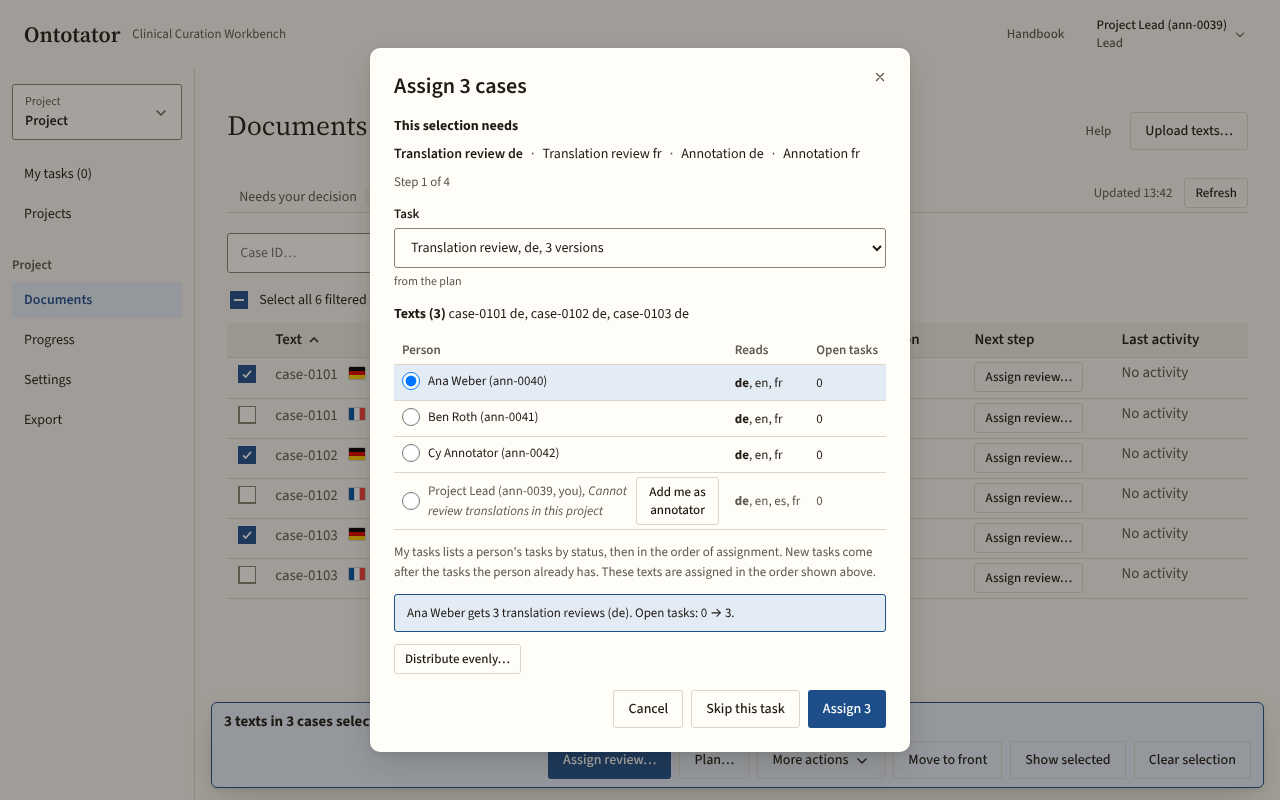 Ontotator Clinical Curation Workbench
Handbook
Project Lead (ann-0039)
Lead
Project
Project
My tasks (0)
Projects
Project
Documents
Progress
Settings
Export
Documents
Help
Upload texts…
Needs your decision
Updated 13:42
Refresh
Case ID…
Select all 6 filtered
Text
Next step
Last activity
case-0101
Assign review…
No activity
case-0101
Assign review…
No activity
case-0102
Assign review…
No activity
case-0102
Assign review…
No activity
case-0103
Assign review…
No activity
case-0103
Assign review…
No activity
3 texts in 3 cases
Assign review…
Plan…
More actions
Move to front
Show selected
Clear selection
Assign 3 cases
×
This selection needs
Translation review de · Translation review fr · Annotation de · Annotation fr
Step 1 of 4
Task
Translation review, de, 3 versions
from the plan
Texts (3) case-0101 de, case-0102 de, case-0103 de
Person Reads Open tasks
Ana Weber (ann-0040) de, en, fr 0
Ben Roth (ann-0041) de, en, fr 0
Cy Annotator (ann-0042) de, en, fr 0
Project Lead (ann-0039, you), Cannot
review translations in this project
Add me as
annotator
de, en, es, fr 0
My tasks lists a person's tasks by status, then in the order of assignment. New tasks come
after the tasks the person already has. These texts are assigned in the order shown above.
Ana Weber gets 3 translation reviews (de). Open tasks: 0 → 3.
Distribute evenly…
Cancel
Skip this task
Assign 3